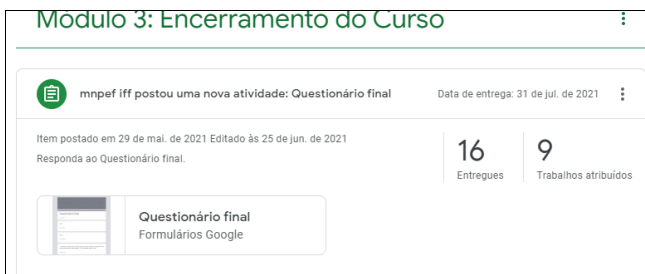 Módulo 3: Encerramento do Curso
mnpef iff postou uma nova atividade: Questionário final
Data de entrega: 31 de jul. de 2021
Item postado em 29 de mai. de 2021 Editado às 25 de jun. de 2021
Responda ao Questionário final.
16
Entregues
9
Trabalhos atribuídos
Questionário final
Formulários Google